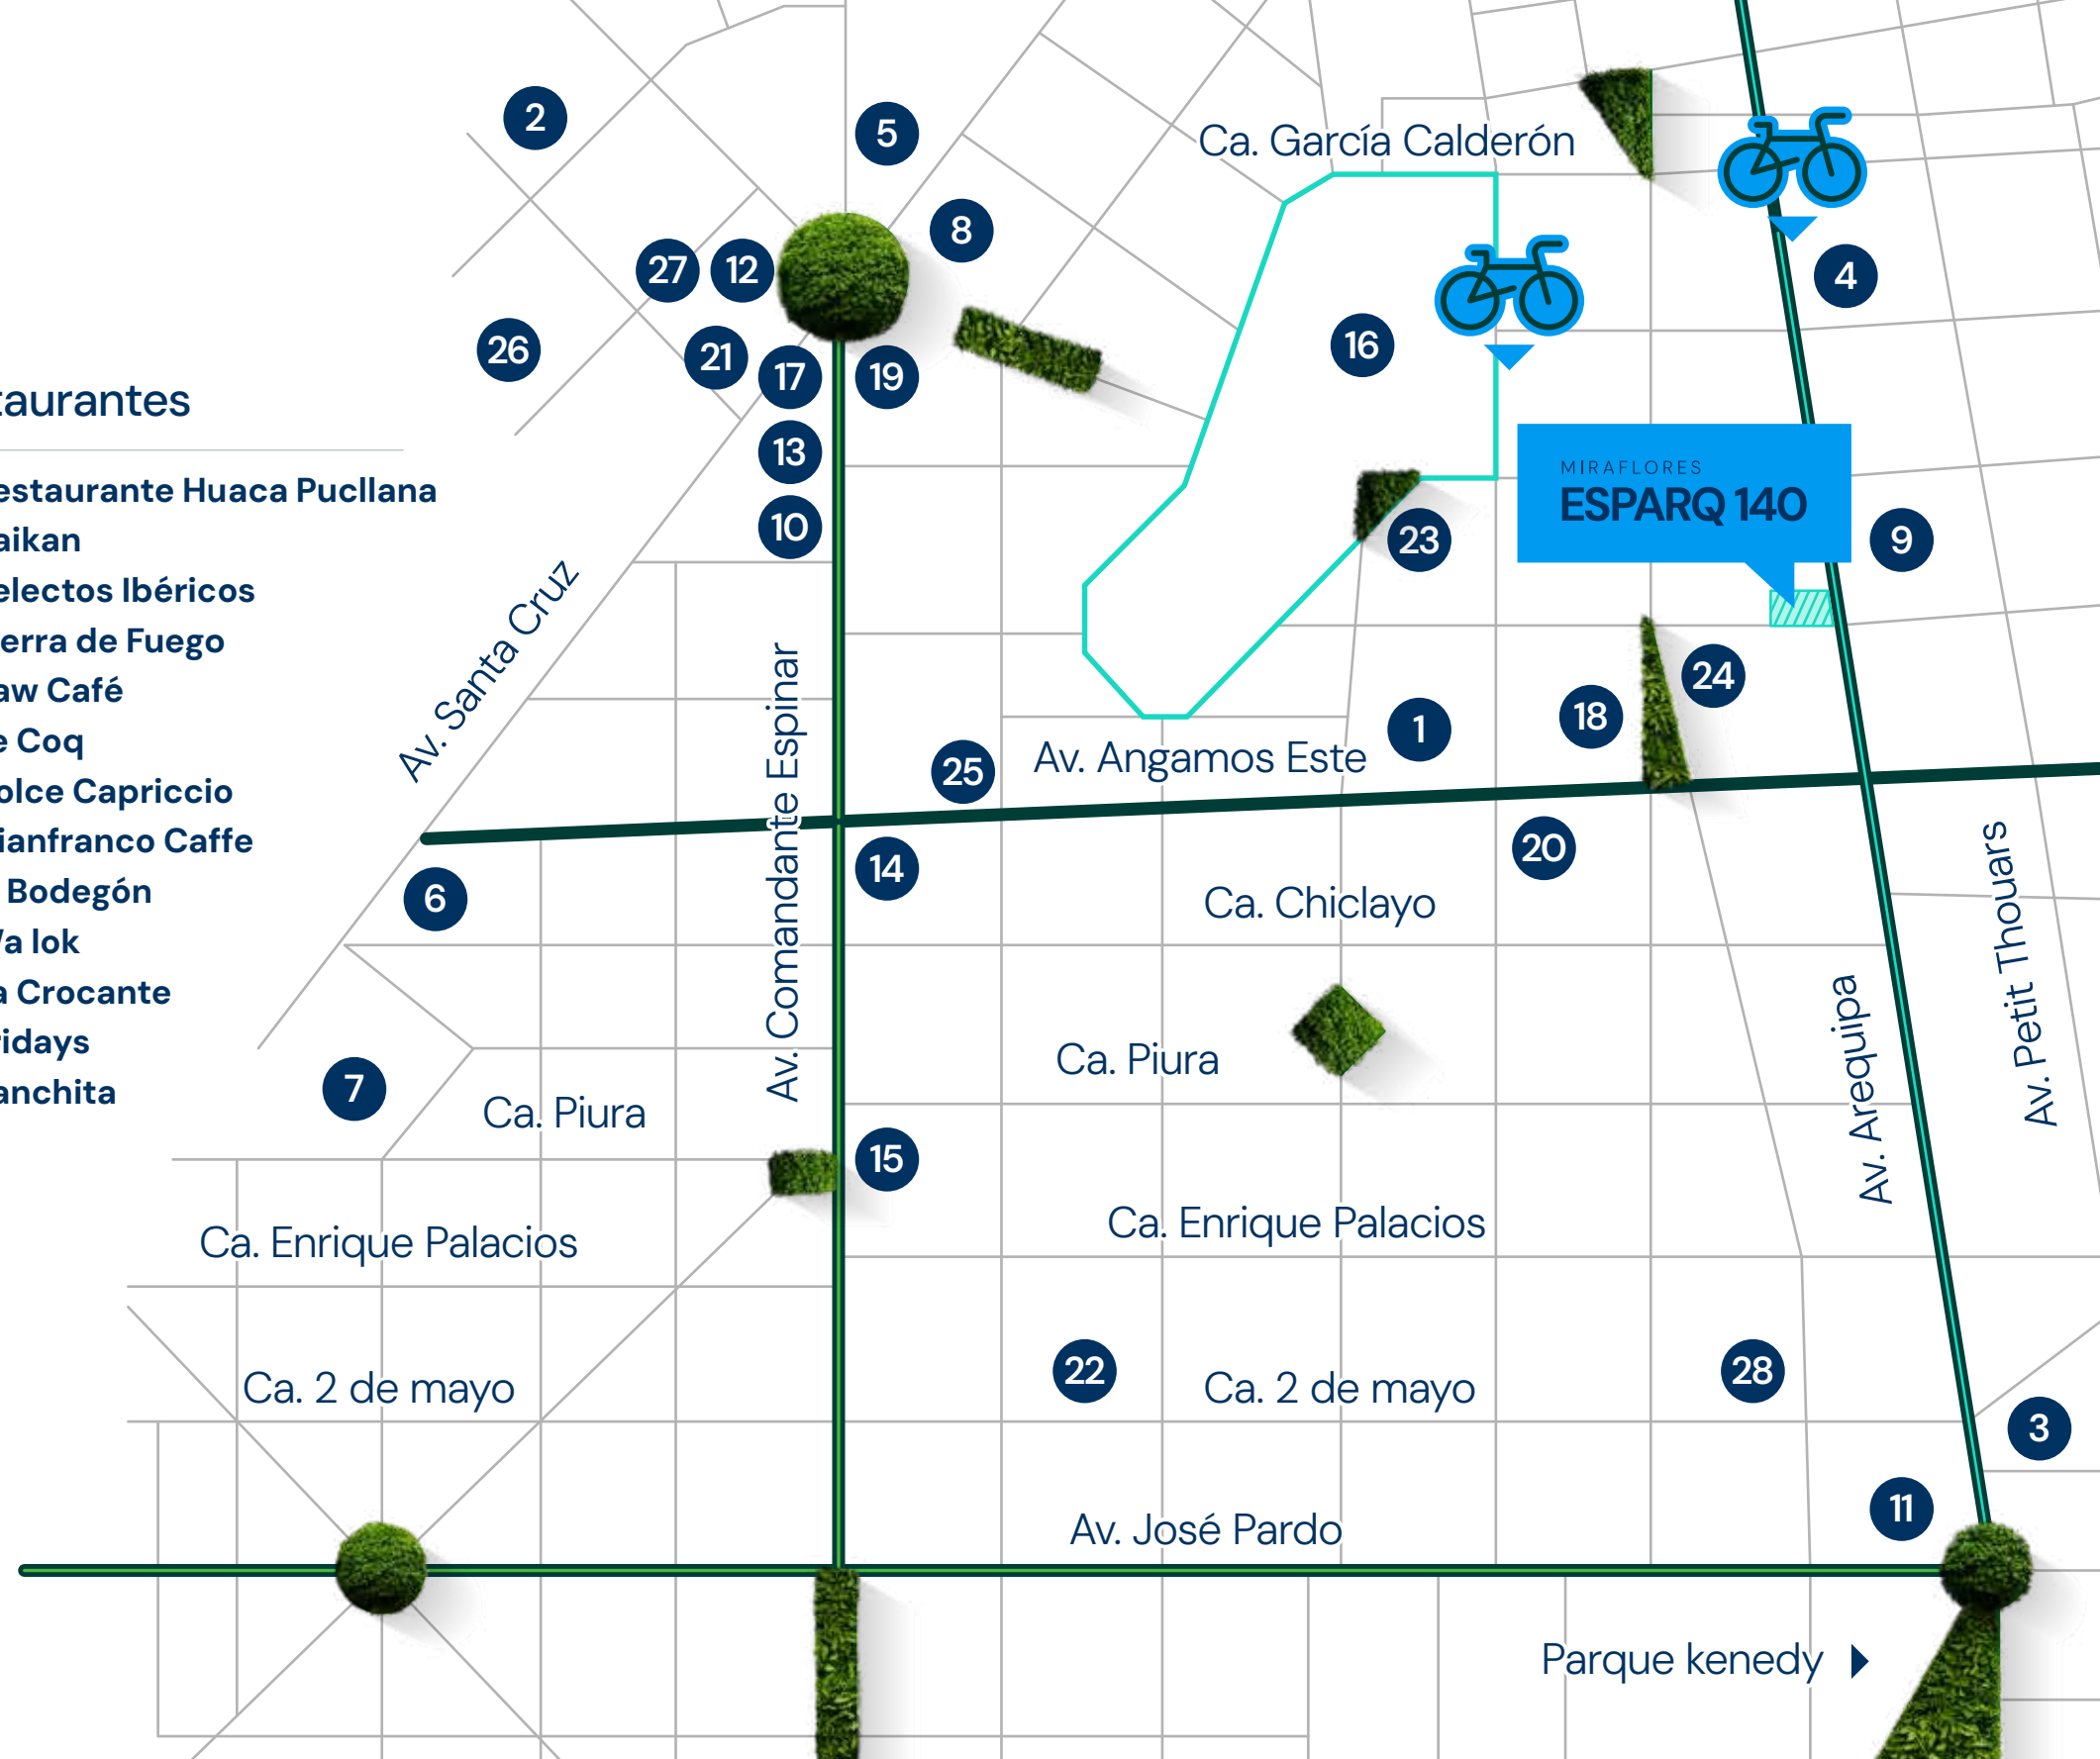 taurantes
estaurante Huaca Pucllana
aikan
electos Ibéricos
erra de Fuego
aw Café
e Coq
olce Capriccio
ianfranco Caffe
Bodegón
a lok
a Crocante
idays
anchita
2
5
Ca. García Calderón
8
27
12
4
26
21
17
19
16
13
10
23
MIRAFLORES
ESPARQ 140
9
Av. Santa Cruz
Av. Comandante Espinar
24
18
1
25
Av. Angamos Este
6
14
20
Ca. Chiclayo
Av. Petit Thouars
Av. Arequipa
7
Ca. Piura
Ca. Piura
15
Ca. Enrique Palacios
Ca. Enrique Palacios
22
28
Ca. 2 de mayo
Ca. 2 de mayo
3
11
Av. José Pardo
Parque kenedy